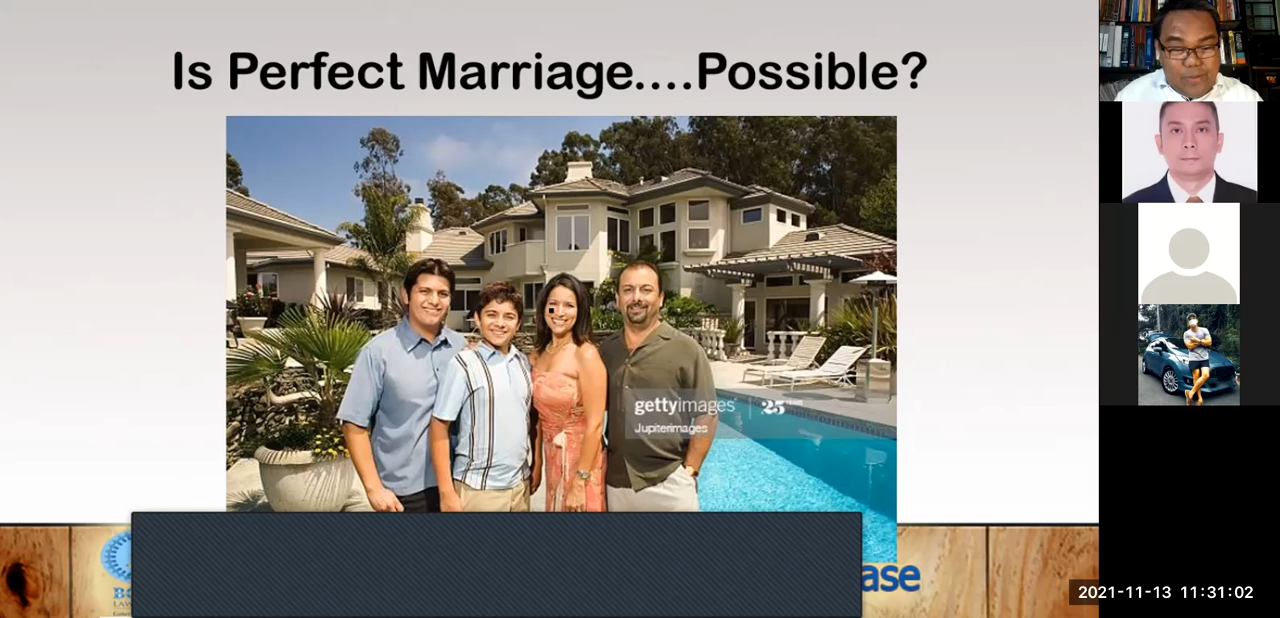 Is Perfect Marriage....Possible?
gettyimages®
25
Jupiterimages
ase
2021-11-13 11:31:02